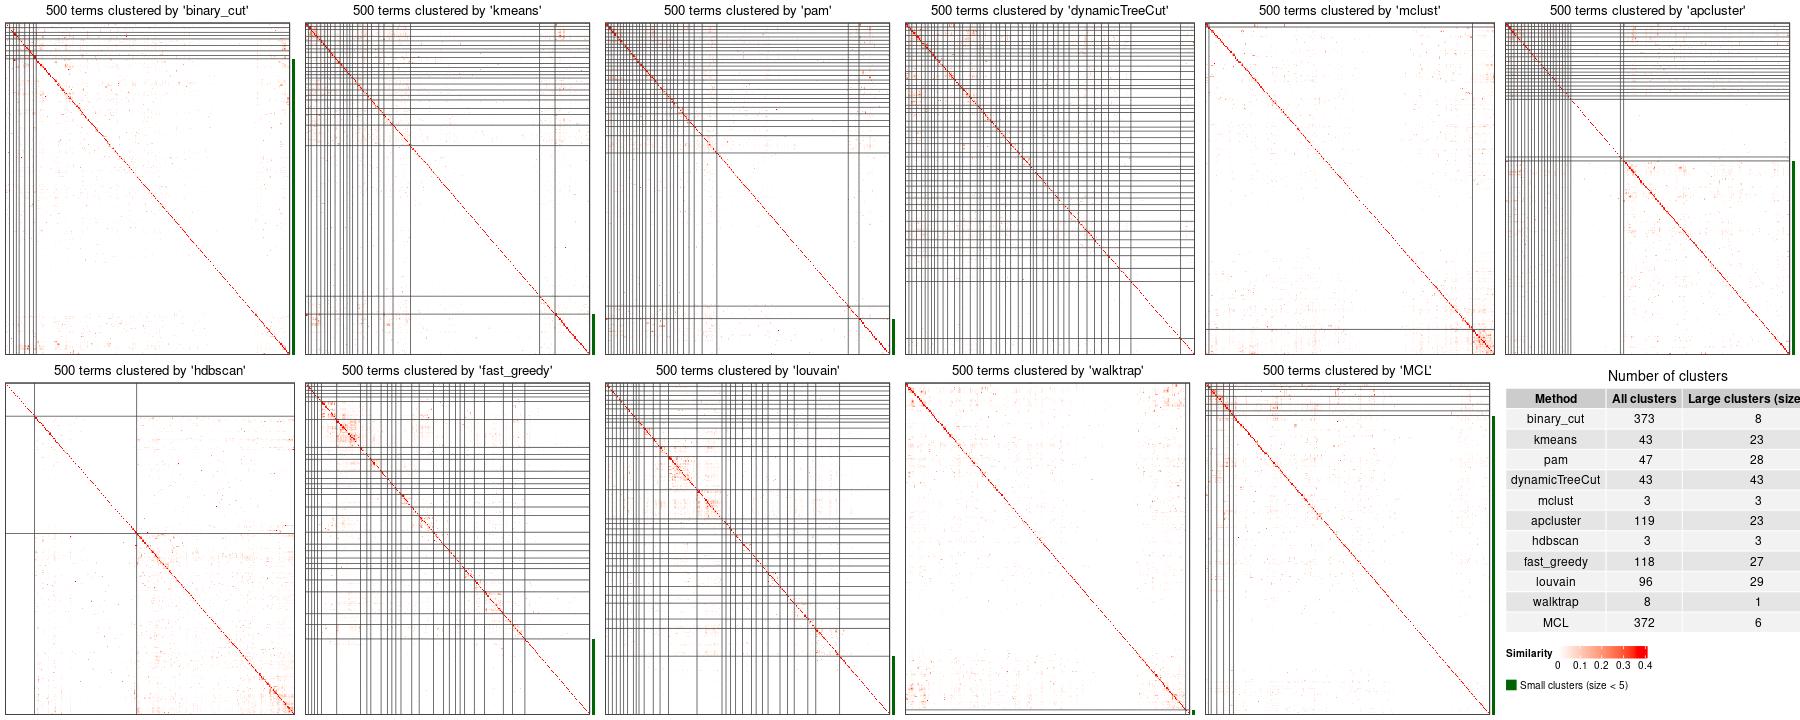 500 terms clustered by 'binary_cut'
500 terms clustered by 'kmeans'
500 terms clustered by 'pam'
500 terms clustered by 'dynamicTreeCut'
500 terms clustered by 'mclust'
500 terms clustered by 'apcluster'
500 terms clustered by 'hdbscan'
500 terms clustered by 'fast_greedy'
500 terms clustered by 'louvain'
500 terms clustered by 'walktrap'
500 terms clustered by 'MCL'
Number of clusters
Method All clusters Large clusters (size
binary_cut 373 8
kmeans 43 23
pam 47 28
dynamicTreeCut 43 43
mclust 3 3
apcluster 119 23
hdbscan 3 3
fast_greedy 118 27
louvain 96 29
walktrap 8 1
MCL 372 6
Similarity
0 0.1 0.2 0.3 0.4
Small clusters (size < 5)